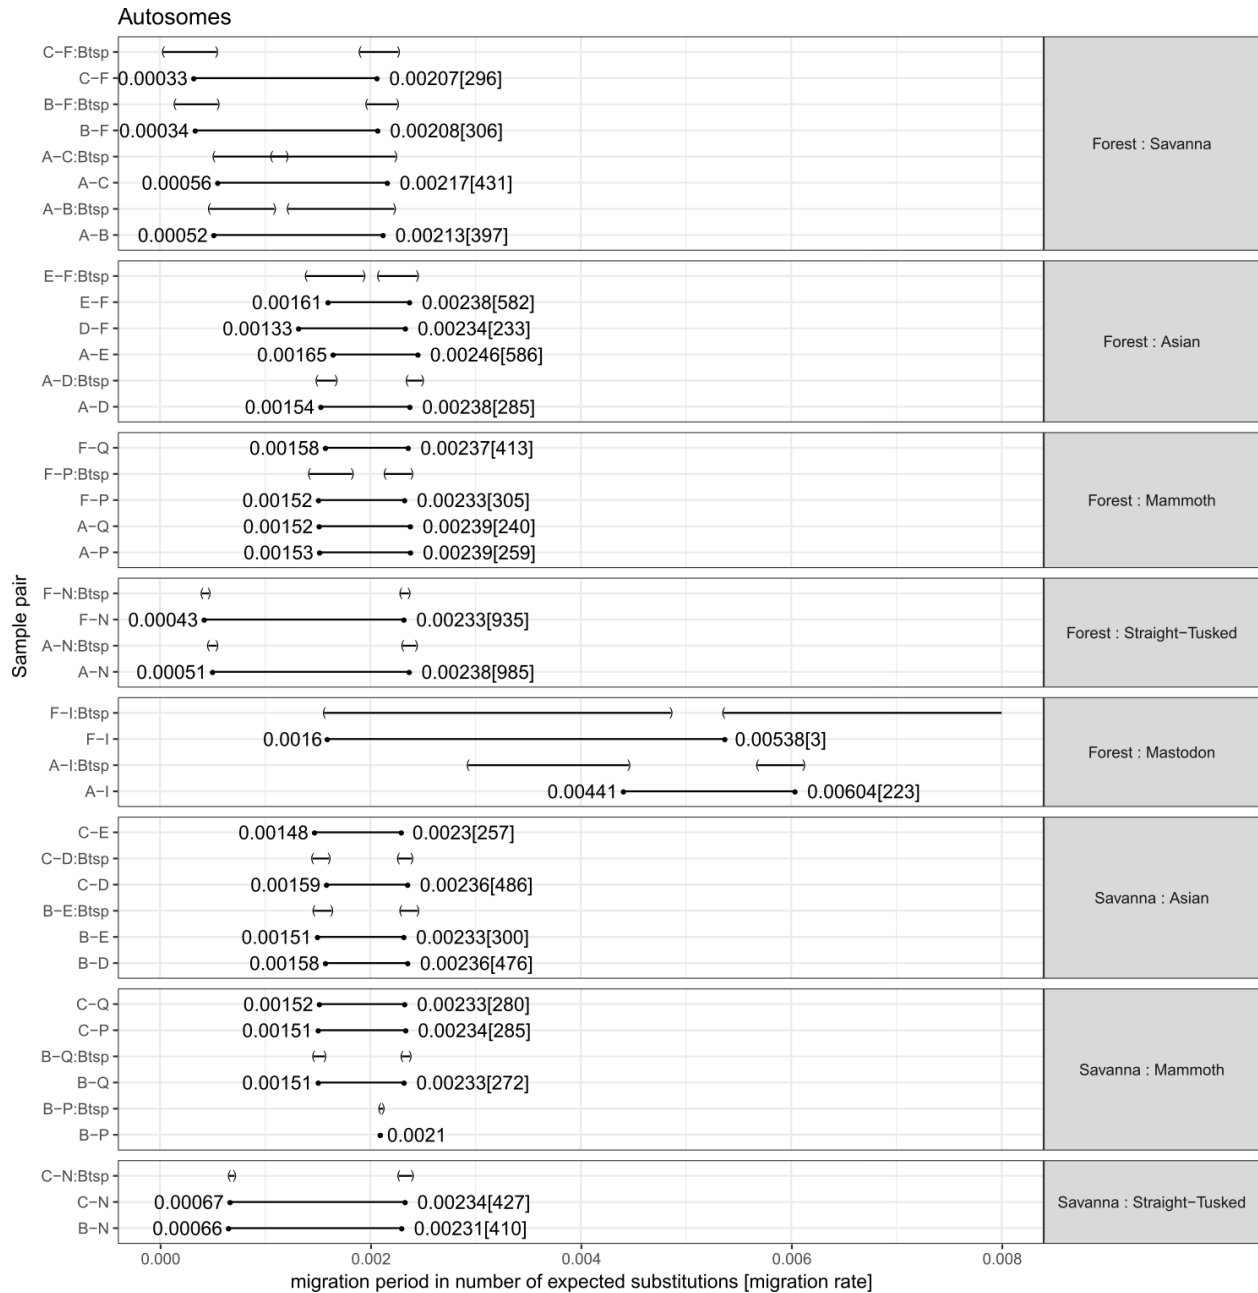 Autosomes
C−F:Btsp
C−F 0.00033 0.00207[296]
B−F:Btsp
B−F 0.00034 0.00208[306]
A−C:Btsp
A−C 0.00056 0.00217[431]
A−B:Btsp
A−B 0.00052 0.00213[397]
Forest : Savanna
E−F:Btsp
E−F 0.00161 0.00238[582]
D−F 0.00133 0.00234[233]
A−E 0.00165 0.00246[586]
A−D:Btsp
A−D 0.00154 0.00238[285]
Forest : Asian
F−Q 0.00158 0.00237[413]
F−P:Btsp
F−P 0.00152 0.00233[305]
A−Q 0.00152 0.00239[240]
A−P 0.00153 0.00239[259]
Forest : Mammoth
F−N:Btsp
F−N 0.00043 0.00233[935]
A−N:Btsp
A−N 0.00051 0.00238[985]
Forest : Straight−Tusked
F−I:Btsp
F−I 0.0016 0.00538[3]
A−I:Btsp
A−I 0.00441 0.00604[223]
Forest : Mastodon
C−E 0.00148 0.0023[257]
C−D:Btsp
C−D 0.00159 0.00236[486]
B−E:Btsp
B−E 0.00151 0.00233[300]
B−D 0.00158 0.00236[476]
Savanna : Asian
C−Q 0.00152 0.00233[280]
C−P 0.00151 0.00234[285]
B−Q:Btsp
B−Q 0.00151 0.00233[272]
B−P:Btsp
B−P 0.0021
Savanna : Mammoth
C−N:Btsp
C−N 0.00067 0.00234[427]
B−N 0.00066 0.00231[410]
Savanna : Straight−Tusked
Sample pair
0.000 0.002 0.004 0.006 0.008
migration period in number of expected substitutions [migration rate]